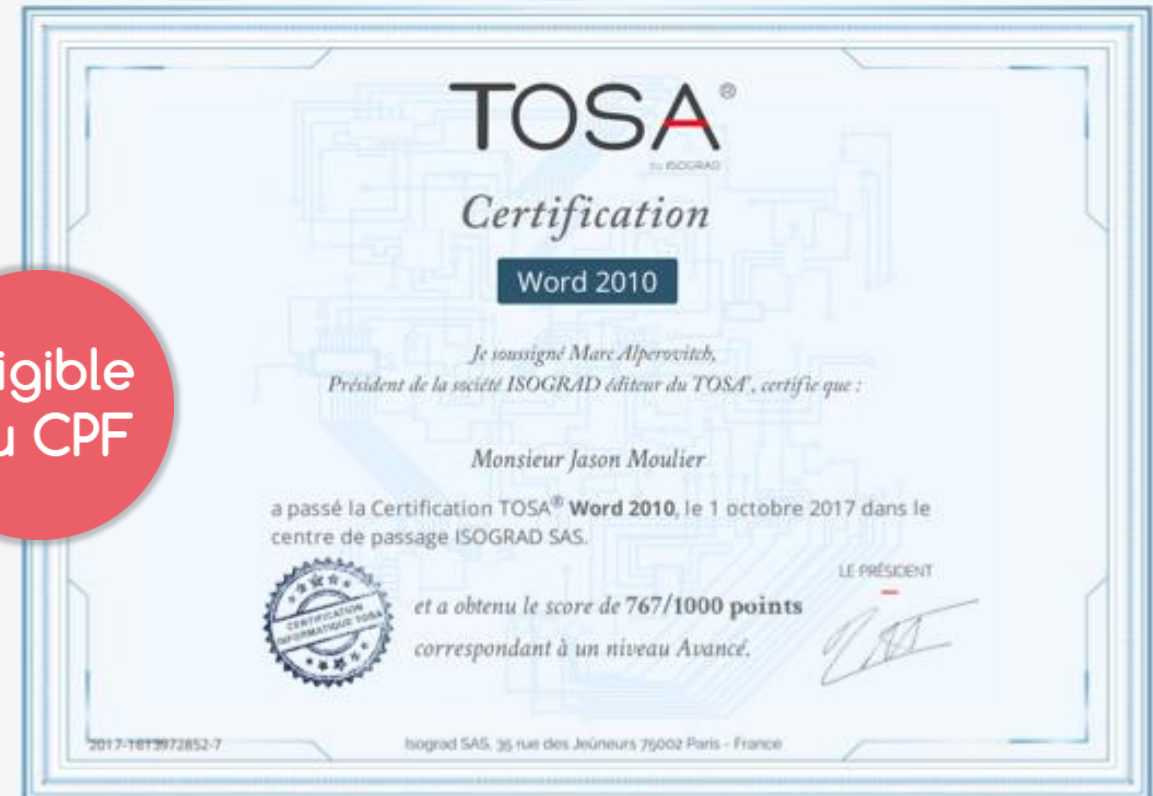 TOSA®
BY ISOGRAD
Certification
Word 2010
Je soussigné Marc Alperovitch,
Président de la société ISOGRAD éditeur du TOSA®, certifie que :
Monsieur Jason Moulier
a passé la Certification TOSA® Word 2010, le 1 octobre 2017 dans le
centre de passage ISOGRAD SAS.
LE PRÉSIDENT
CERTIFICATION
INFORMATIQUE TOSA
et a obtenu le score de 767/1000 points
correspondant à un niveau Avancé.
2017-1613972852-7
Isograd SAS, 35 rue des Jeûneurs 75002 Paris - France
igible
u CPF